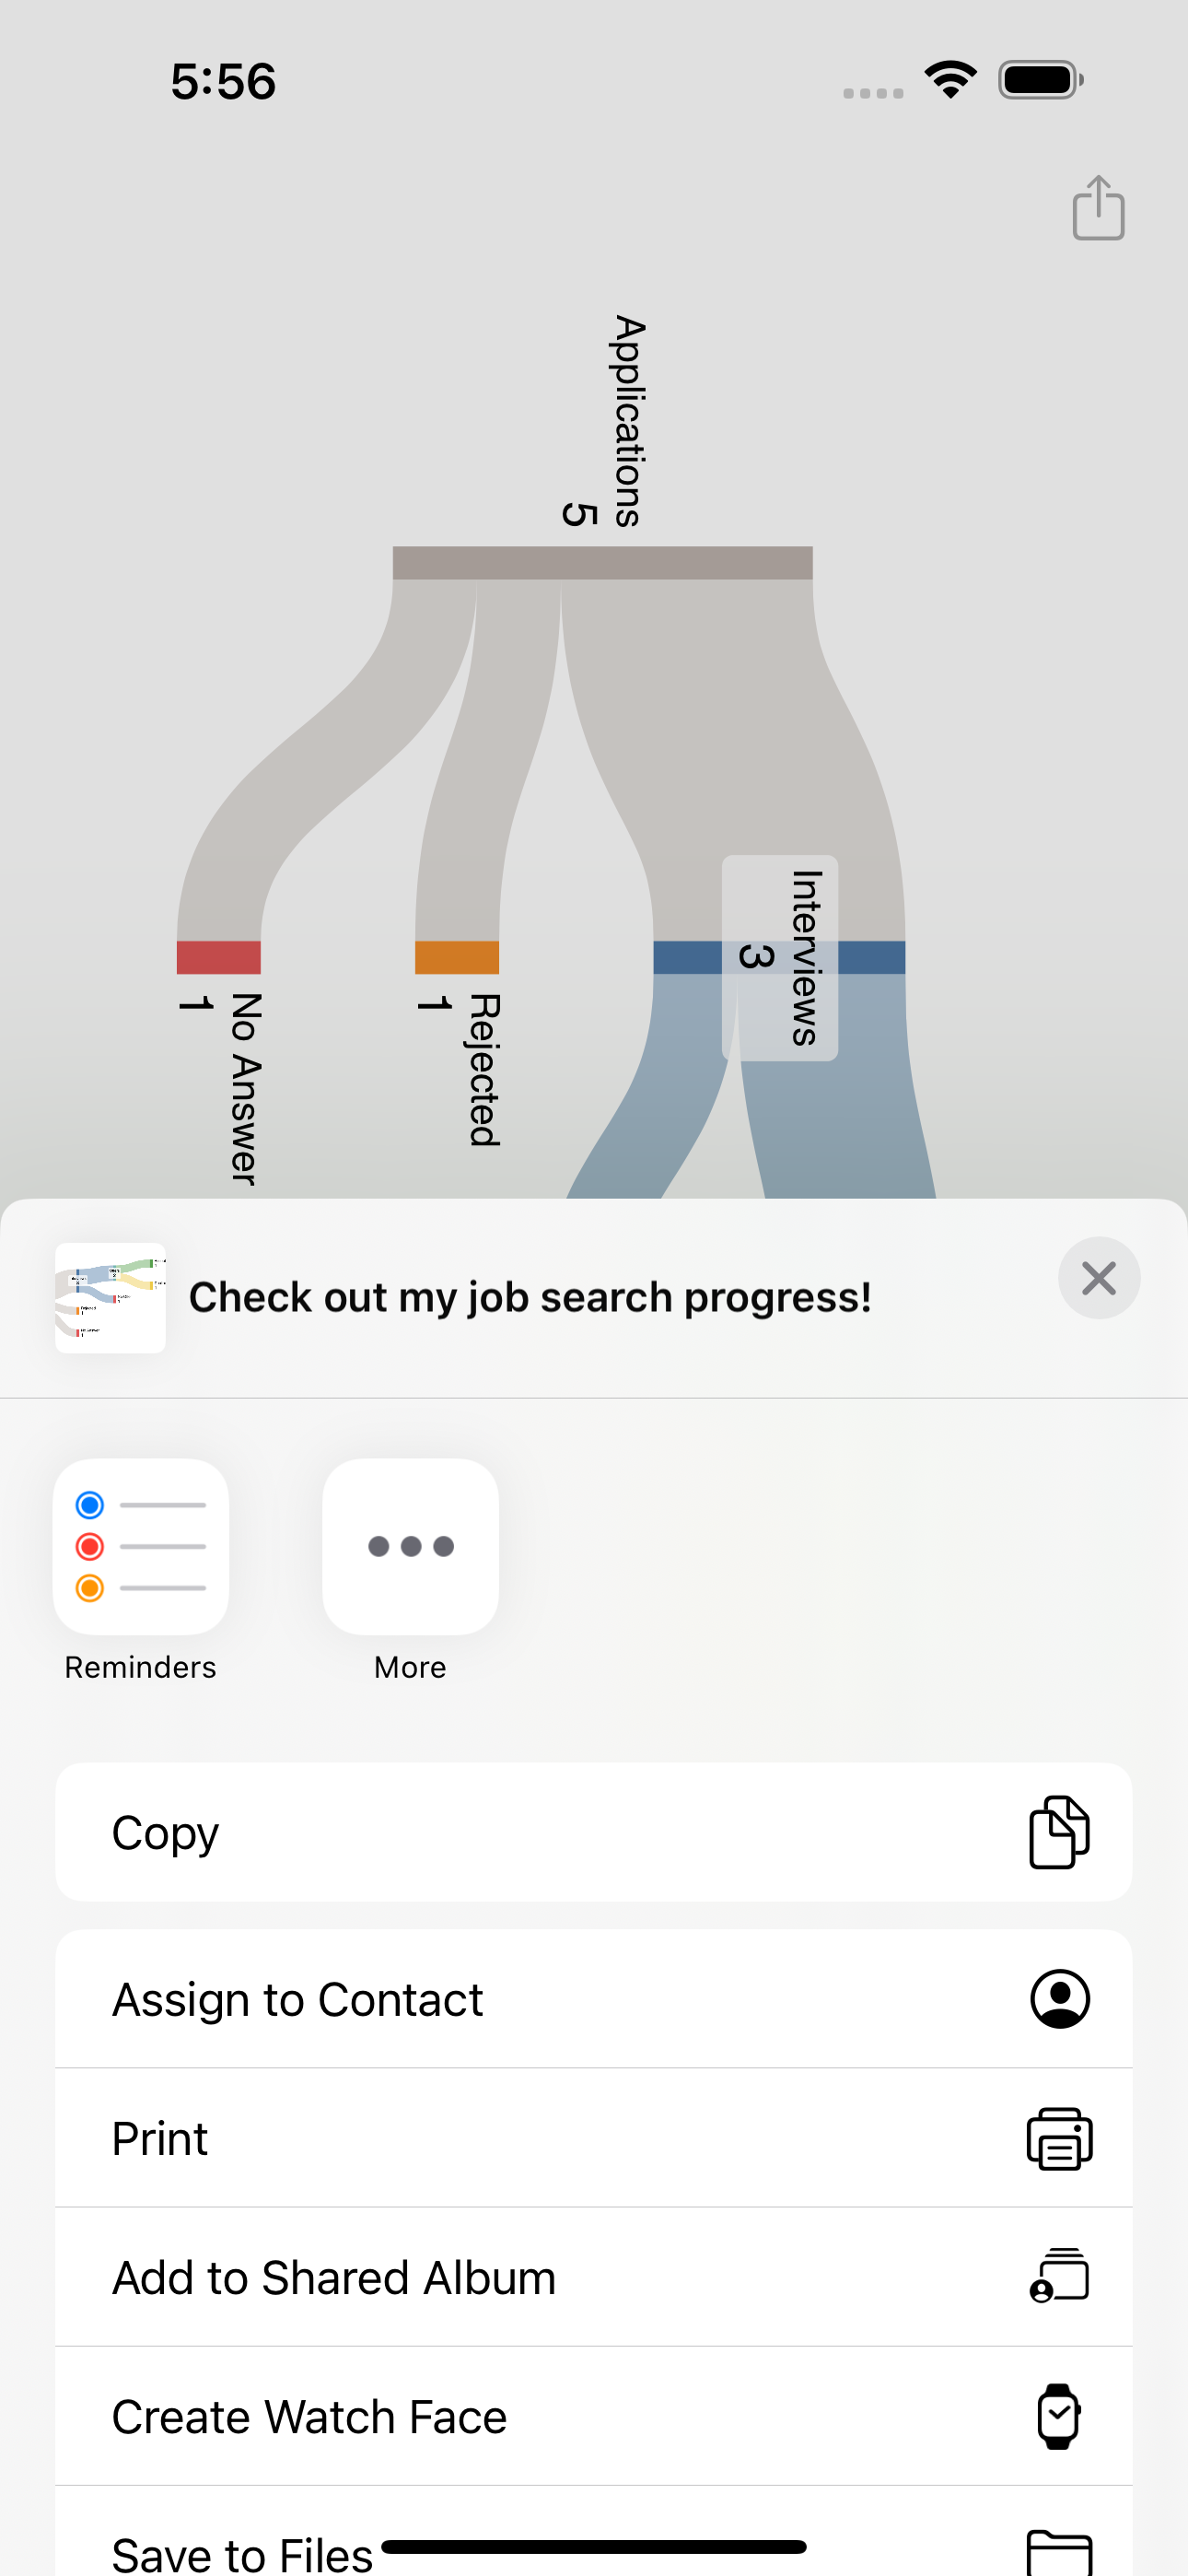 5:56
Applications
5
Interviews
3
Rejected
1
No Answer
1
Check out my job search progress!
Reminders
More
Copy
Assign to Contact
Print
Add to Shared Album
Create Watch Face
Save to Files